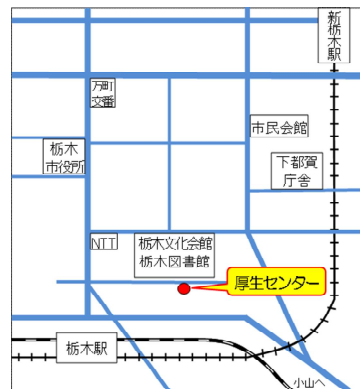 新栃木駅
万町
交番
市民会館
栃木
市役所
下都賀
庁舎
NTT
栃木文化会館
栃木図書館
厚生センター
栃木駅
小山へ